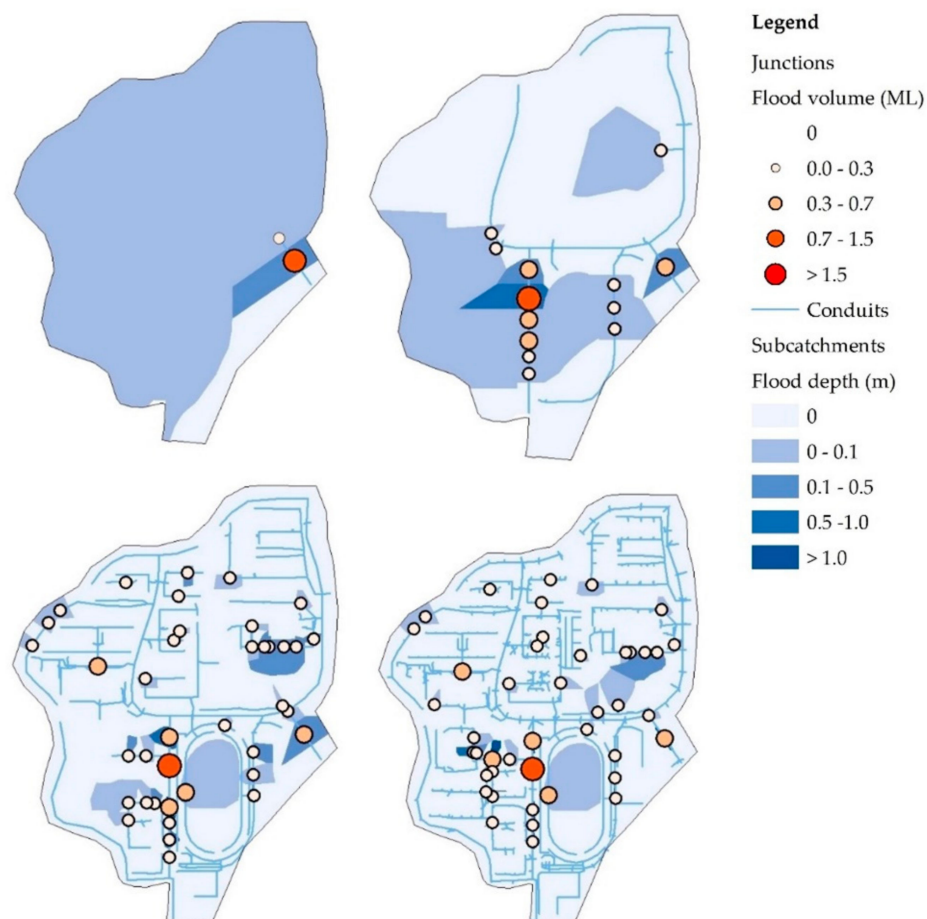 Legend
Junctions
Flood volume (ML)
0
0.0 - 0.3
0.3 - 0.7
0.7 - 1.5
> 1.5
Conduits
Subcatchments
Flood depth (m)
0
0 - 0.1
0.1 - 0.5
0.5 -1.0
> 1.0